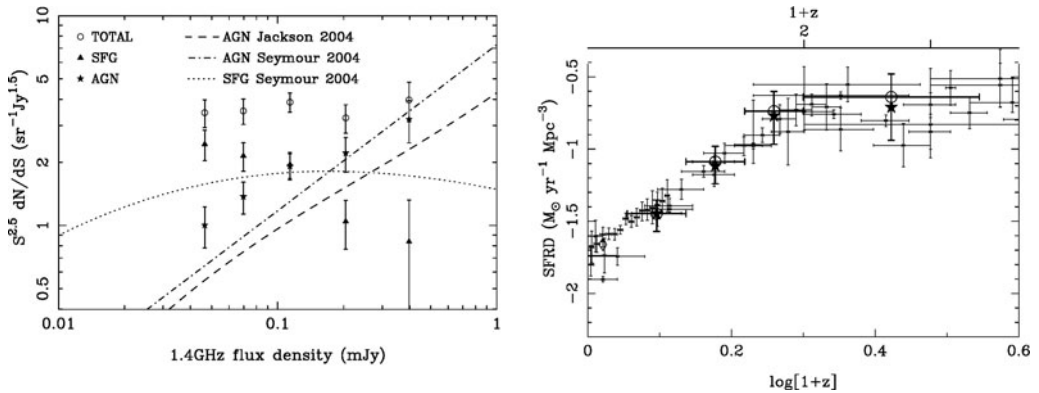 10
5
2
1
0.5
S^2.5 dN/dS (sr^−1 Jy^1.5)
○ TOTAL
▲ SFG
★ AGN
AGN Jackson 2004
AGN Seymour 2004
SFG Seymour 2004
0.01 0.1 1
1.4GHz flux density (mJy)
1+z
2
−0.5
−1
−1.5
−2
SFRD (M⊙ yr^−1 Mpc^−3)
0 0.2 0.4 0.6
log[1+z]